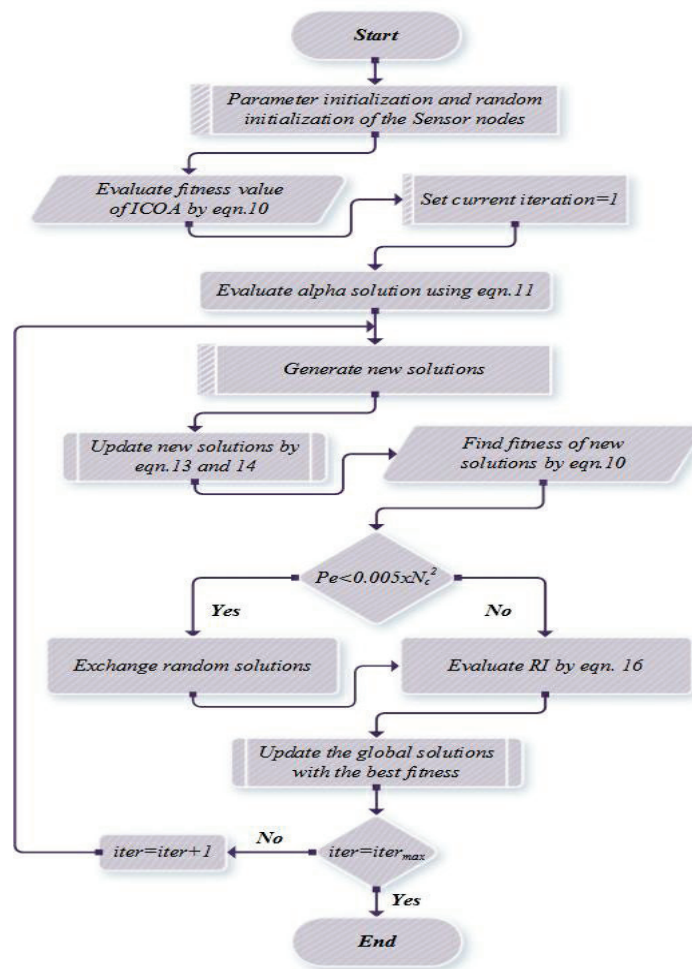 Start
Parameter initialization and random
initialization of the Sensor nodes
Evaluate fitness value
of ICOA by eqn.10
Set current iteration=1
Evaluate alpha solution using eqn.11
Generate new solutions
Update new solutions by
eqn.13 and 14
Find fitness of new
solutions by eqn.10
Pe<0.005xN_c^2
Yes
No
Exchange random solutions
Evaluate RI by eqn. 16
Update the global solutions
with the best fitness
iter=iter+1
No
iter=iter_max
Yes
End